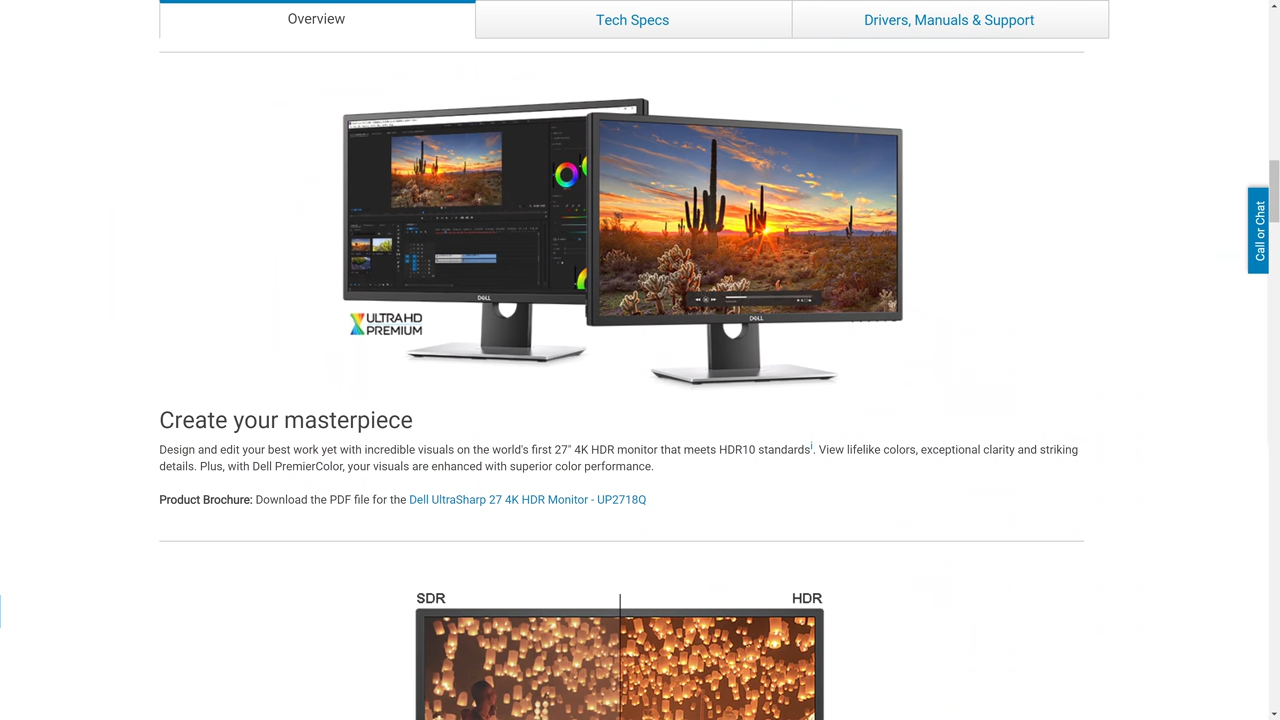 Overview
Tech Specs
Drivers, Manuals & Support
Call or Chat
DELL
DELL
ULTRA HD
PREMIUM
Create your masterpiece
Design and edit your best work yet with incredible visuals on the world's first 27" 4K HDR monitor that meets HDR10 standardsi. View lifelike colors, exceptional clarity and striking
details. Plus, with Dell PremierColor, your visuals are enhanced with superior color performance.
Product Brochure: Download the PDF file for the Dell UltraSharp 27 4K HDR Monitor - UP2718Q
SDR
HDR